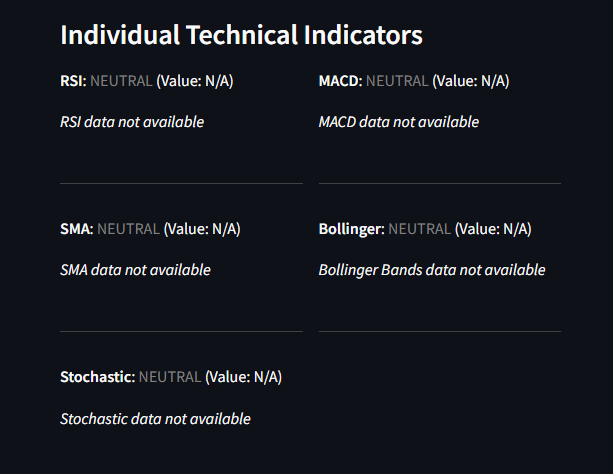 Individual Technical Indicators
RSI: NEUTRAL (Value: N/A)
RSI data not available
MACD: NEUTRAL (Value: N/A)
MACD data not available
SMA: NEUTRAL (Value: N/A)
SMA data not available
Bollinger: NEUTRAL (Value: N/A)
Bollinger Bands data not available
Stochastic: NEUTRAL (Value: N/A)
Stochastic data not available